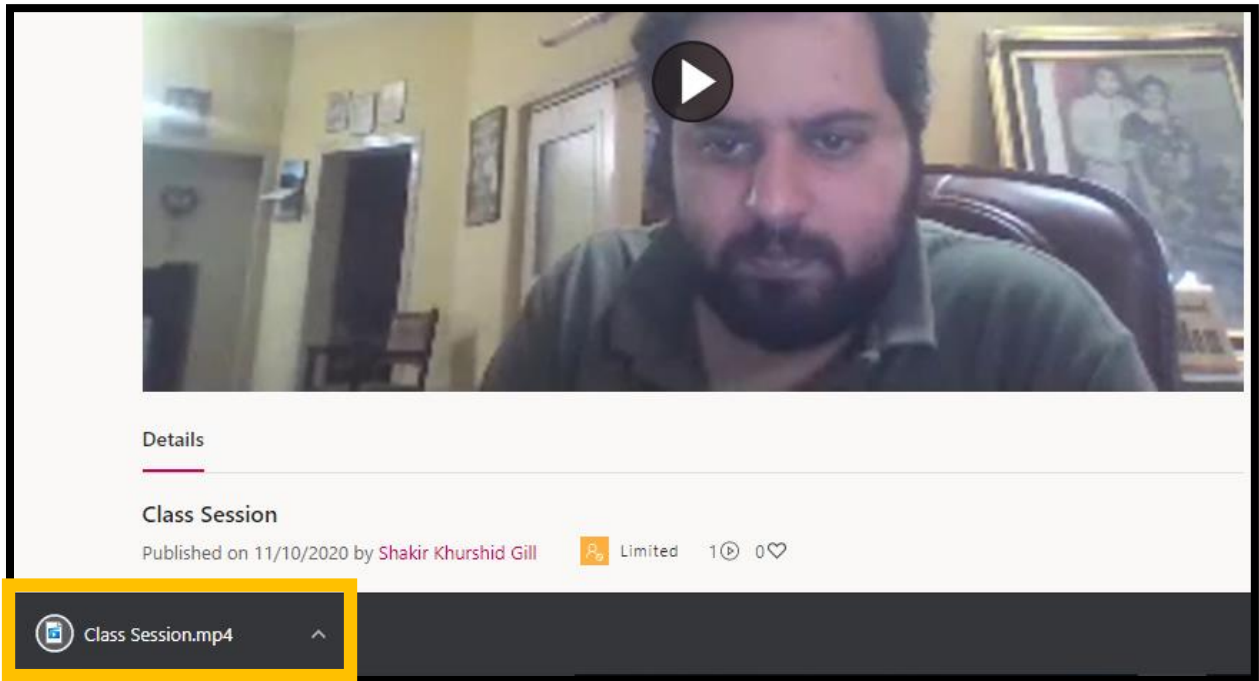 Details
Class Session
Published on 11/10/2020 by Shakir Khurshid Gill Limited 1 0
Class Session.mp4